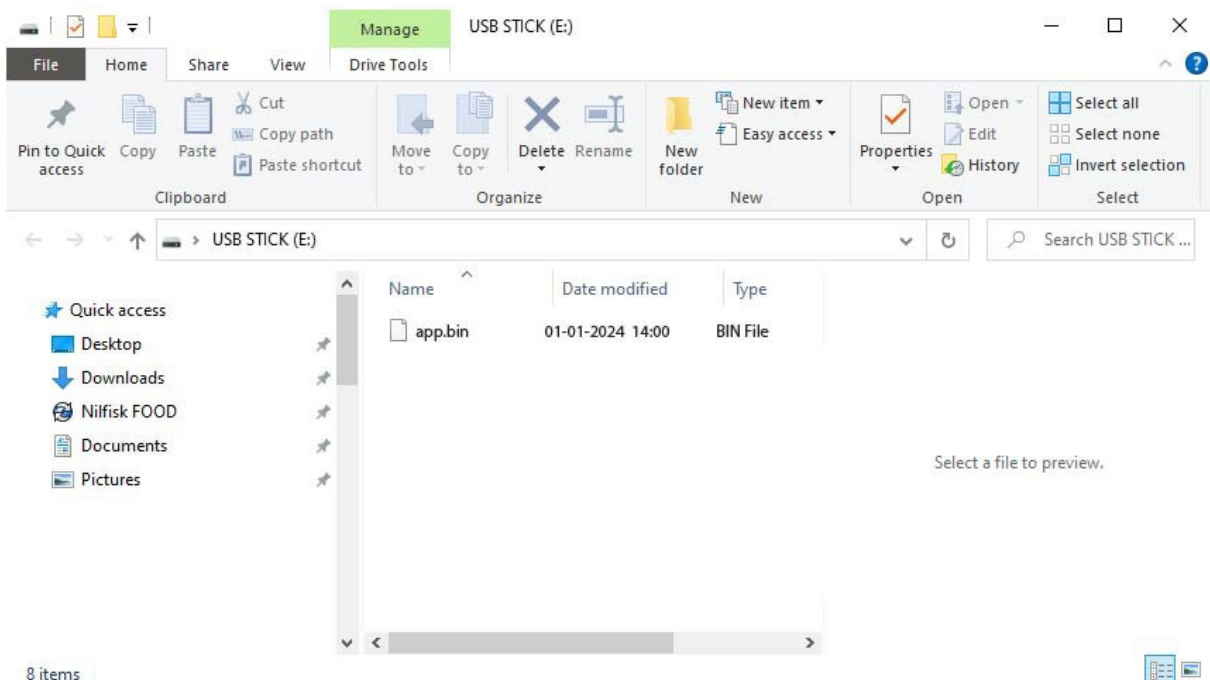 Manage
USB STICK (E:)
File Home Share View Drive Tools
Pin to Quick access
Copy
Paste
Cut
Copy path
Paste shortcut
Move to
Copy to
Delete
Rename
New folder
New item
Easy access
Properties
Open
Edit
History
Select all
Select none
Invert selection
Clipboard Organize New Open Select
USB STICK (E:)
Search USB STICK ...
Quick access
Desktop
Downloads
Nilfisk FOOD
Documents
Pictures
Name Date modified Type
app.bin 01-01-2024 14:00 BIN File
Select a file to preview.
8 items